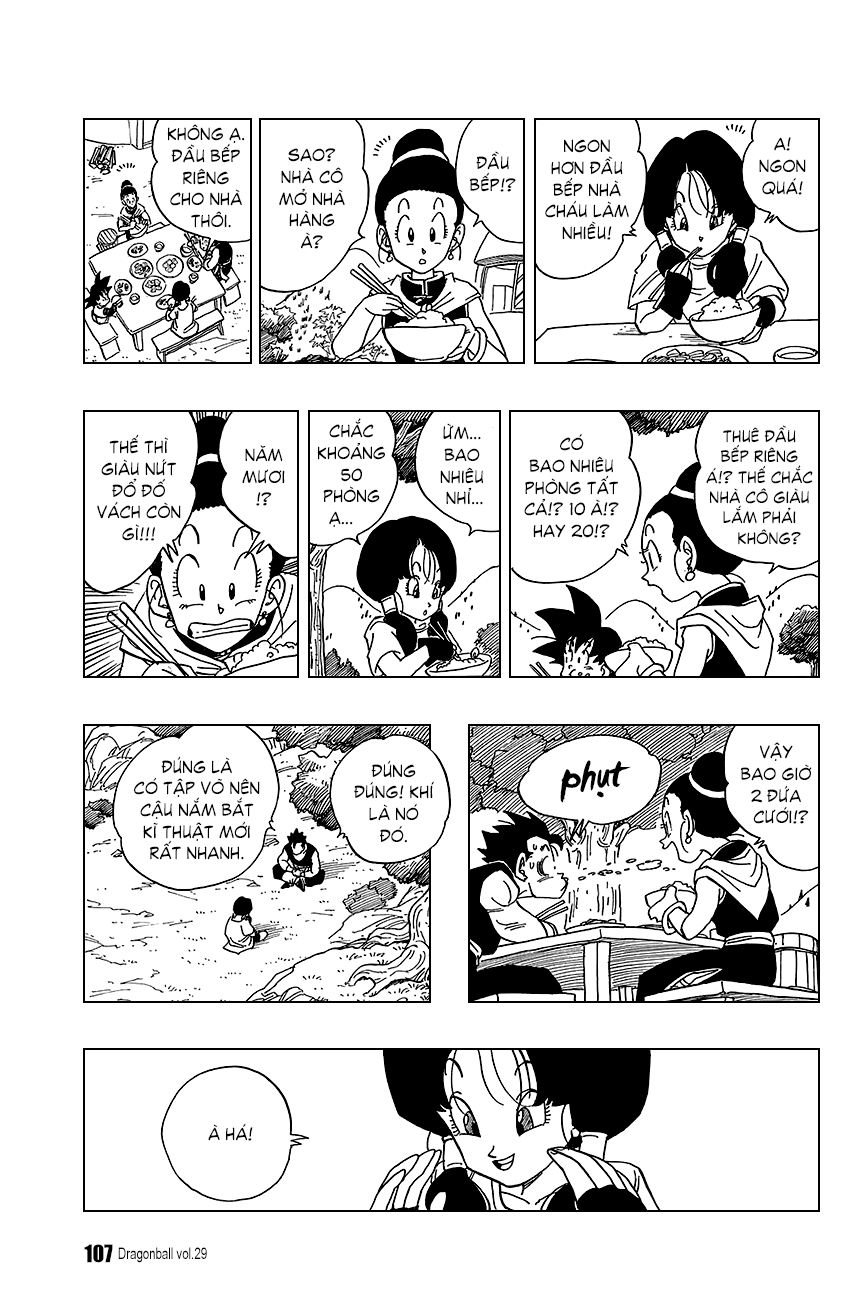 A!
NGON
QUÁ!
NGON
HƠN ĐẦU
BẾP NHÀ
CHÁU LÀM
NHIỀU!
ĐẦU
BẾP!?
SAO?
NHÀ CÔ
MỞ NHÀ
HÀNG
À?
KHÔNG Ạ.
ĐẦU BẾP
RIÊNG
CHO NHÀ
THÔI.
THUÊ ĐẦU
BẾP RIÊNG
Á!? THẾ CHẮC
NHÀ CÔ GIÀU
LẮM PHẢI
KHÔNG?
CÓ
BAO NHIÊU
PHÒNG TẤT
CẢ!? 10 À!?
HAY 20!?
ỪM...
BAO
NHIÊU
NHỈ...
CHẮC
KHOẢNG
50
PHÒNG
Ạ...
NĂM
MƯƠI
!?
THẾ THÌ
GIÀU NỨT
ĐỔ ĐỐ
VÁCH CÒN
GÌ!!!
VẬY
BAO GIỜ
2 ĐỨA
CƯỚI!?
phụt
ĐÚNG
ĐÚNG! KHÍ
LÀ NÓ
ĐÓ.
ĐÚNG LÀ
CÓ TẬP VÕ NÊN
CẬU NẮM BẮT
KĨ THUẬT MỚI
RẤT NHANH.
À HÁ!
107 Dragonball vol.29